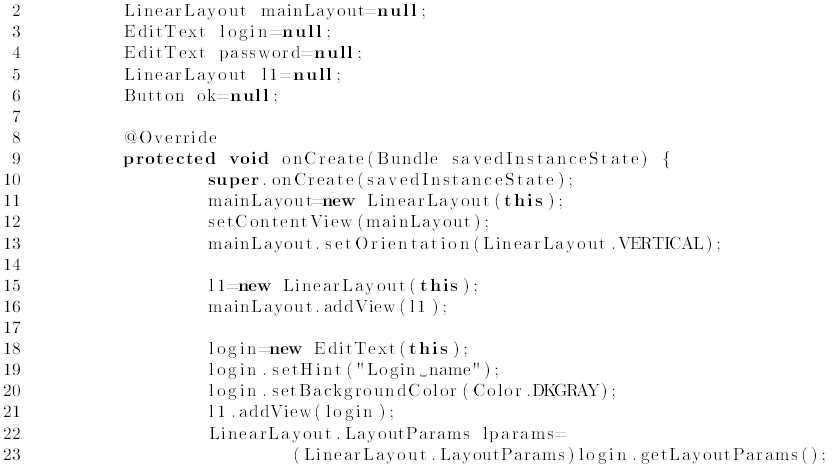 2 LinearLayout mainLayout=null;
3 EditText login=null;
4 EditText password=null;
5 LinearLayout l1=null;
6 Button ok=null;
7
8 @Override
9 protected void onCreate(Bundle savedInstanceState) {
10 super.onCreate(savedInstanceState);
11 mainLayout=new LinearLayout(this);
12 setContentView(mainLayout);
13 mainLayout.setOrientation(LinearLayout.VERTICAL);
14
15 l1=new LinearLayout(this);
16 mainLayout.addView(l1);
17
18 login=new EditText(this);
19 login.setHint("Login␣name");
20 login.setBackgroundColor(Color.DKGRAY);
21 l1.addView(login);
22 LinearLayout.LayoutParams lparams=
23 (LinearLayout.LayoutParams)login.getLayoutParams();